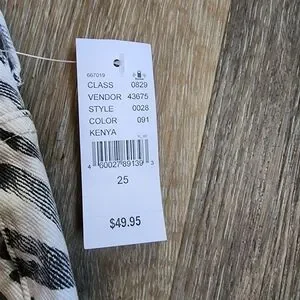 667019
CLASS 0829
VENDOR 43675
STYLE 0028
COLOR 091
KENYA
4 60027 89139 3
25
$49.95